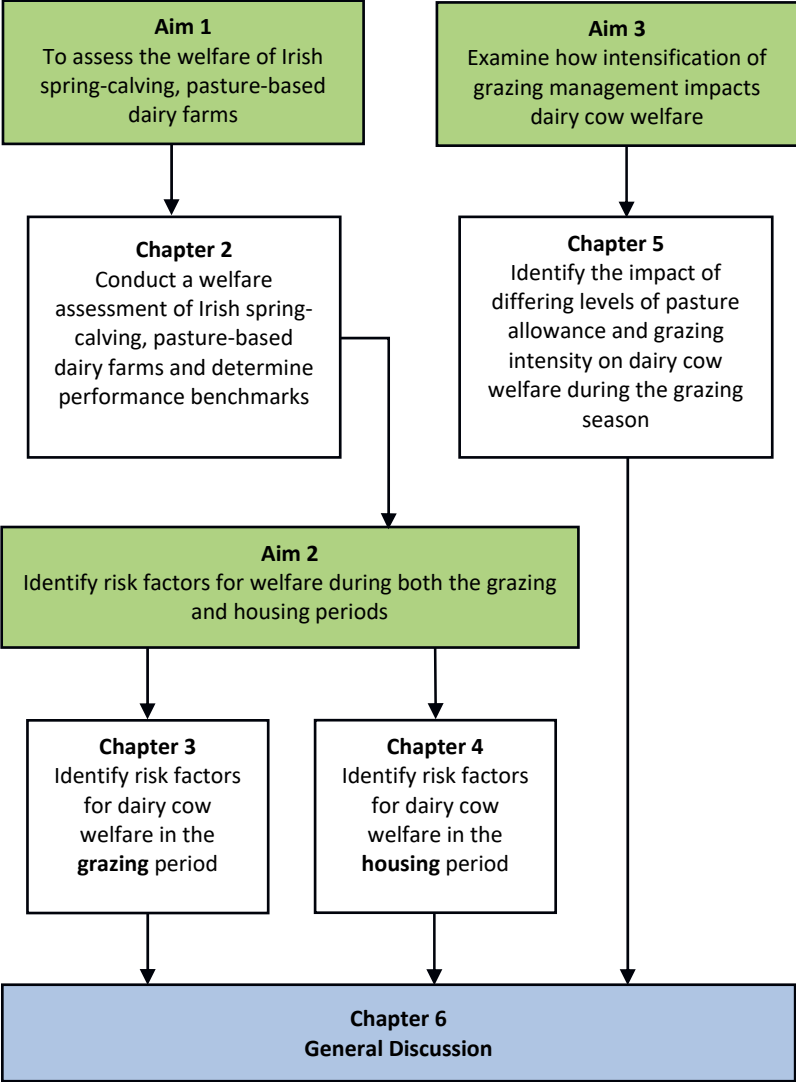 Aim 1
To assess the welfare of Irish
spring-calving, pasture-based
dairy farms
Aim 3
Examine how intensification of
grazing management impacts
dairy cow welfare
Chapter 2
Conduct a welfare
assessment of Irish spring-
calving, pasture-based
dairy farms and determine
performance benchmarks
Chapter 5
Identify the impact of
differing levels of pasture
allowance and grazing
intensity on dairy cow
welfare during the grazing
season
Aim 2
Identify risk factors for welfare during both the grazing
and housing periods
Chapter 3
Identify risk factors
for dairy cow
welfare in the
grazing period
Chapter 4
Identify risk factors
for dairy cow
welfare in the
housing period
Chapter 6
General Discussion